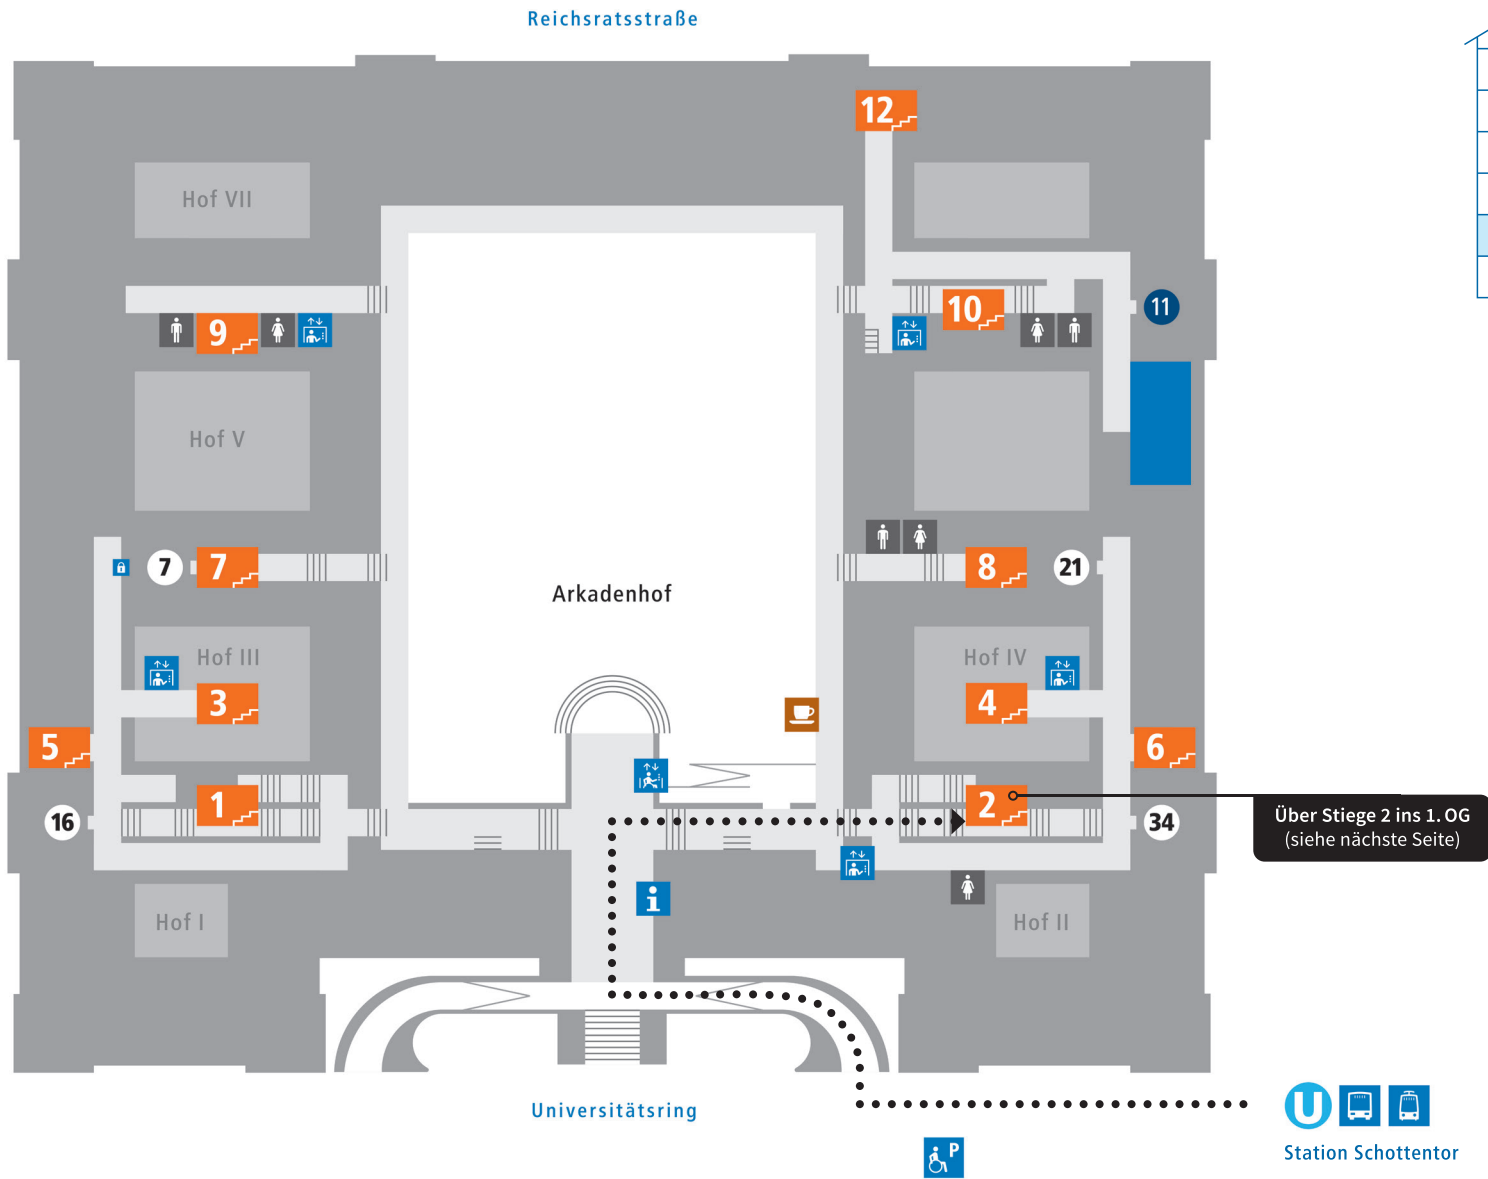 Reichsratsstraße
12
Hof VII
9
10
11
Hof V
7
7
8
21
Arkadenhof
Hof III
Hof IV
3
4
5
6
1
2
16
34
Über Stiege 2 ins 1. OG
(siehe nächste Seite)
i
Hof I
Hof II
Universitätsring
U
P
Station Schottentor